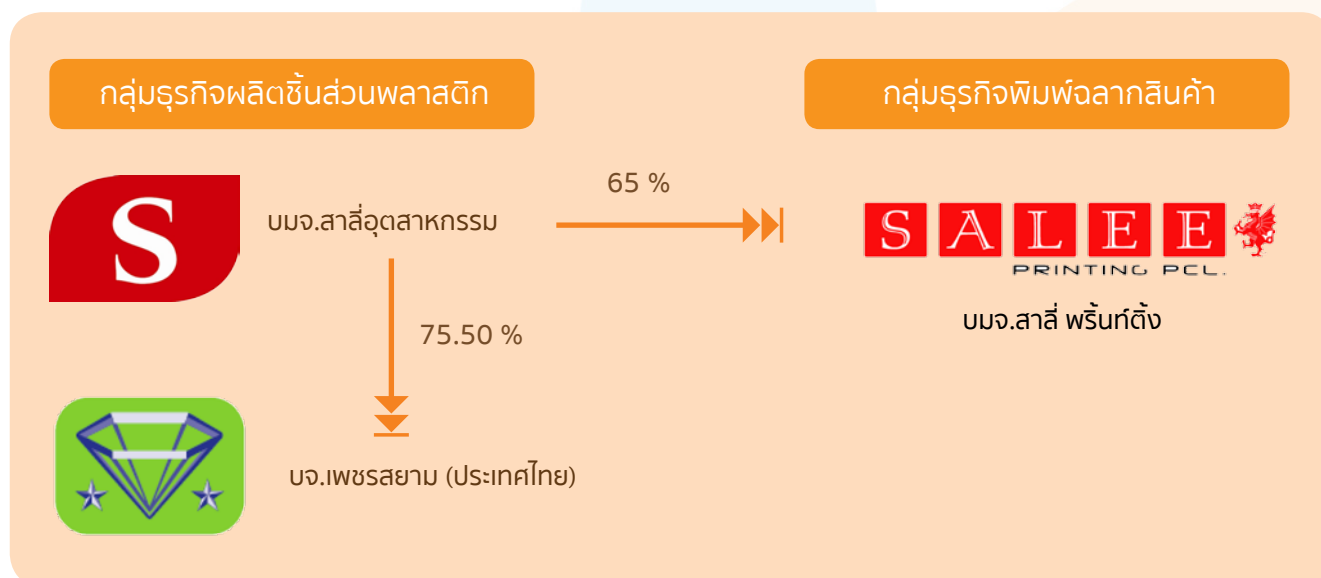 กลุ่มธุรกิจผลิตชิ้นส่วนพลาสติก
กลุ่มธุรกิจพิมพ์ฉลากสินค้า
S
บมจ.สาลี่อุตสาหกรรม
65 %
SALEE
PRINTING PCL.
บมจ.สาลี่ พริ้นท์ติ้ง
75.50 %
บจ.เพชรสยาม (ประเทศไทย)